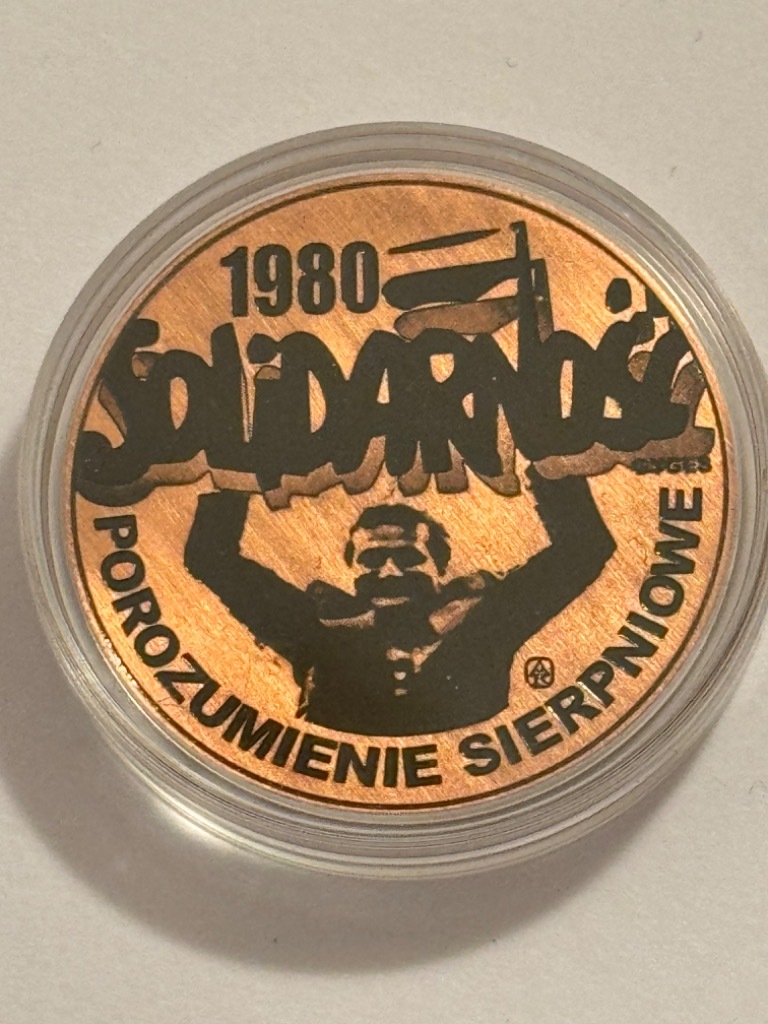 1980
SOLIDARNOŚĆ
POROZUMIENIE SIERPNIOWE